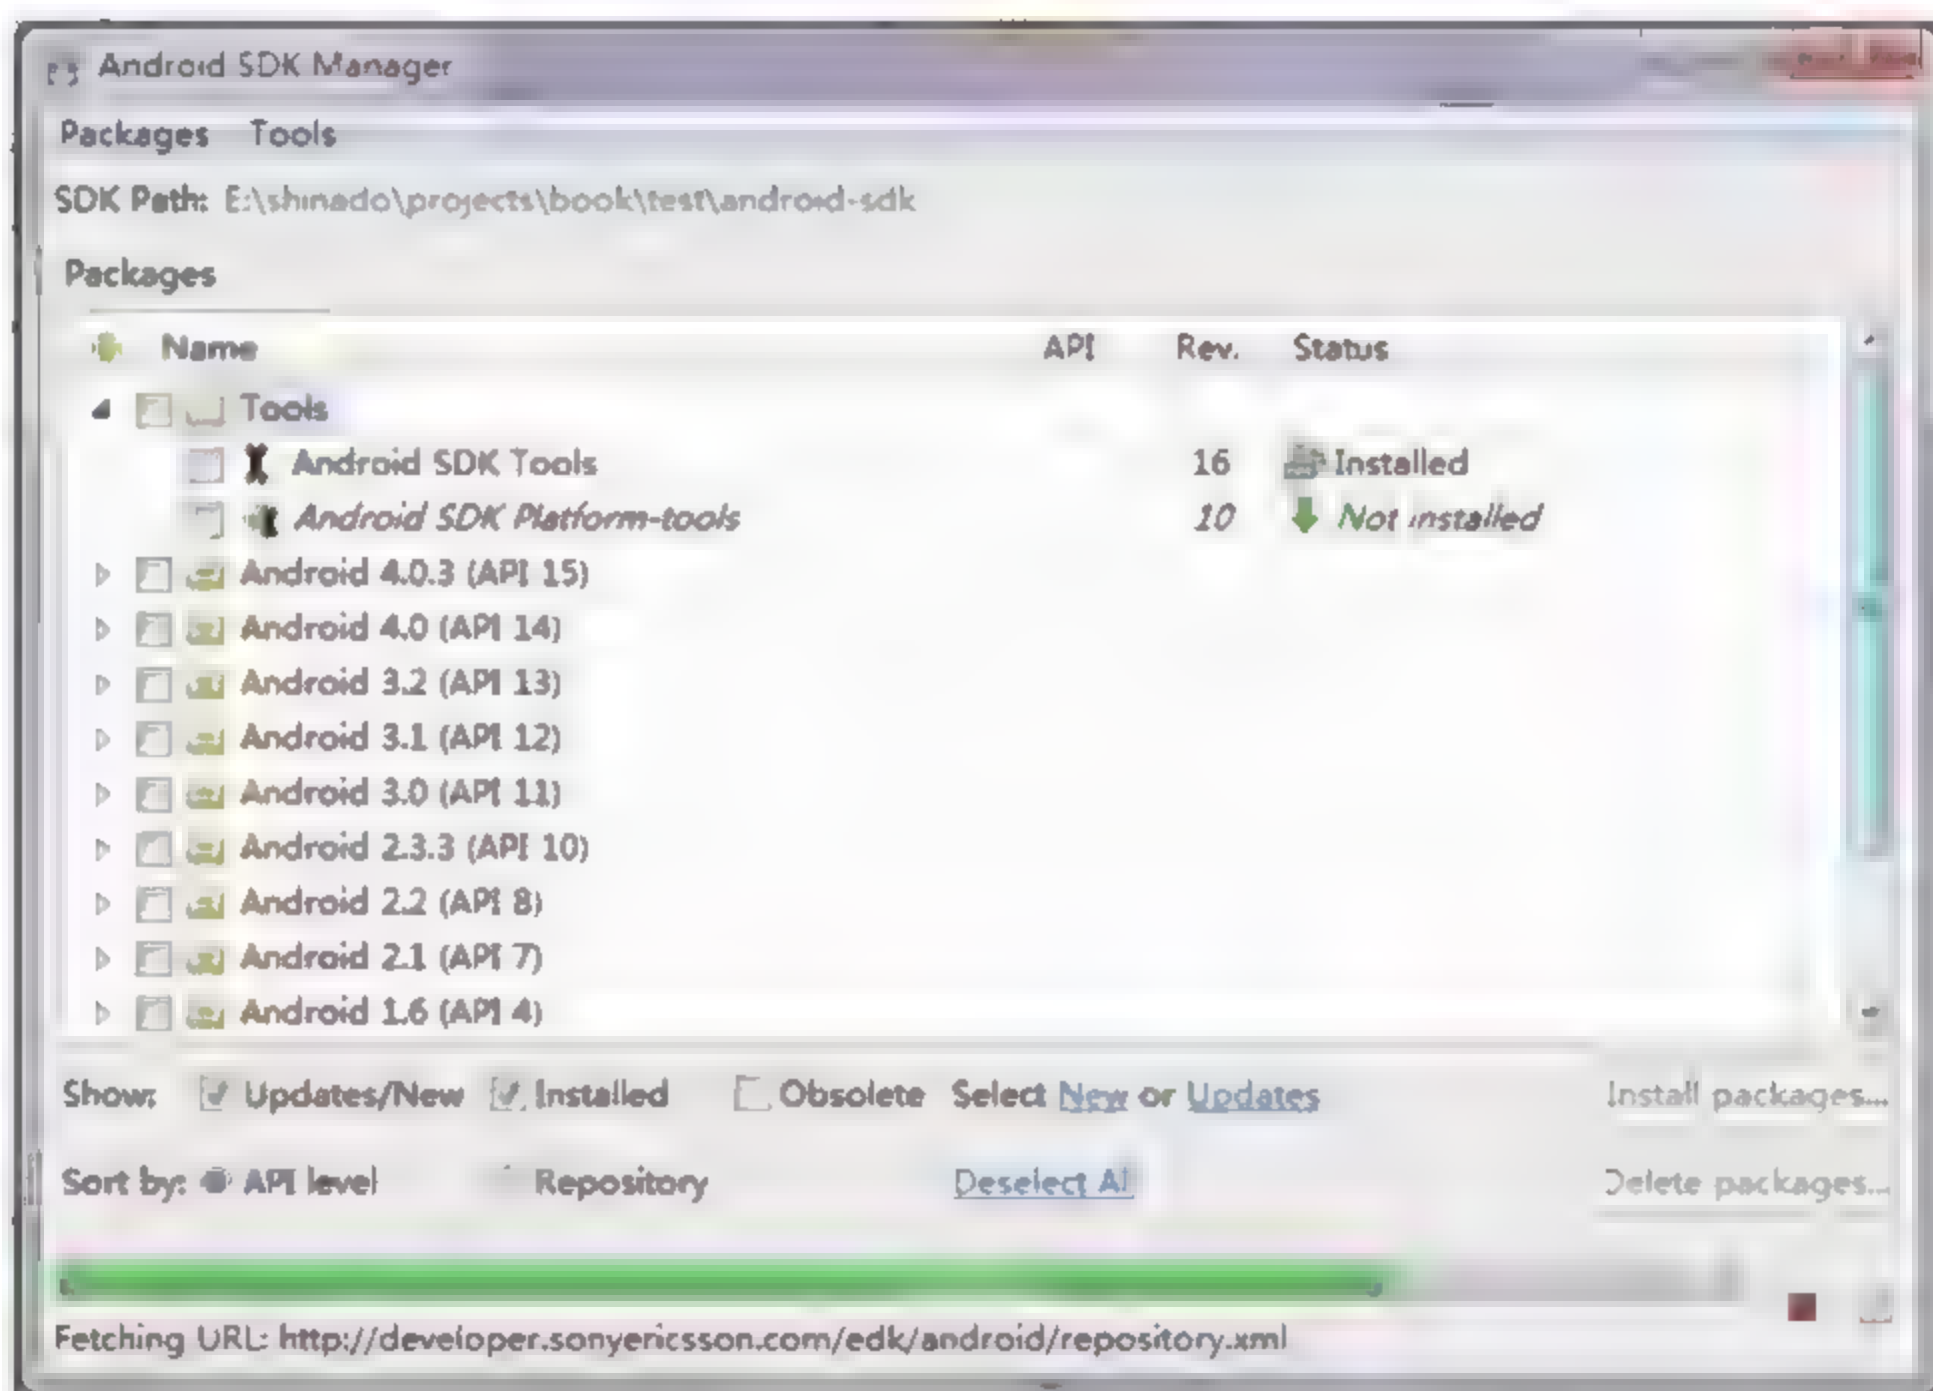 Android SDK Manager
Packages Tools
SDK Path: E:\shinado\projects\book\test\android-sdk
Packages
Name API Rev. Status
Tools
Android SDK Tools 16 Installed
Android SDK Platform-tools 10 Not installed
Android 4.0.3 (API 15)
Android 4.0 (API 14)
Android 3.2 (API 13)
Android 3.1 (API 12)
Android 3.0 (API 11)
Android 2.3.3 (API 10)
Android 2.2 (API 8)
Android 2.1 (API 7)
Android 1.6 (API 4)
Show: Updates/New Installed Obsolete Select New or Updates Install packages...
Sort by: API level Repository Deselect All Delete packages...
Fetching URL: http://developer.sonyericsson.com/edk/android/repository.xml